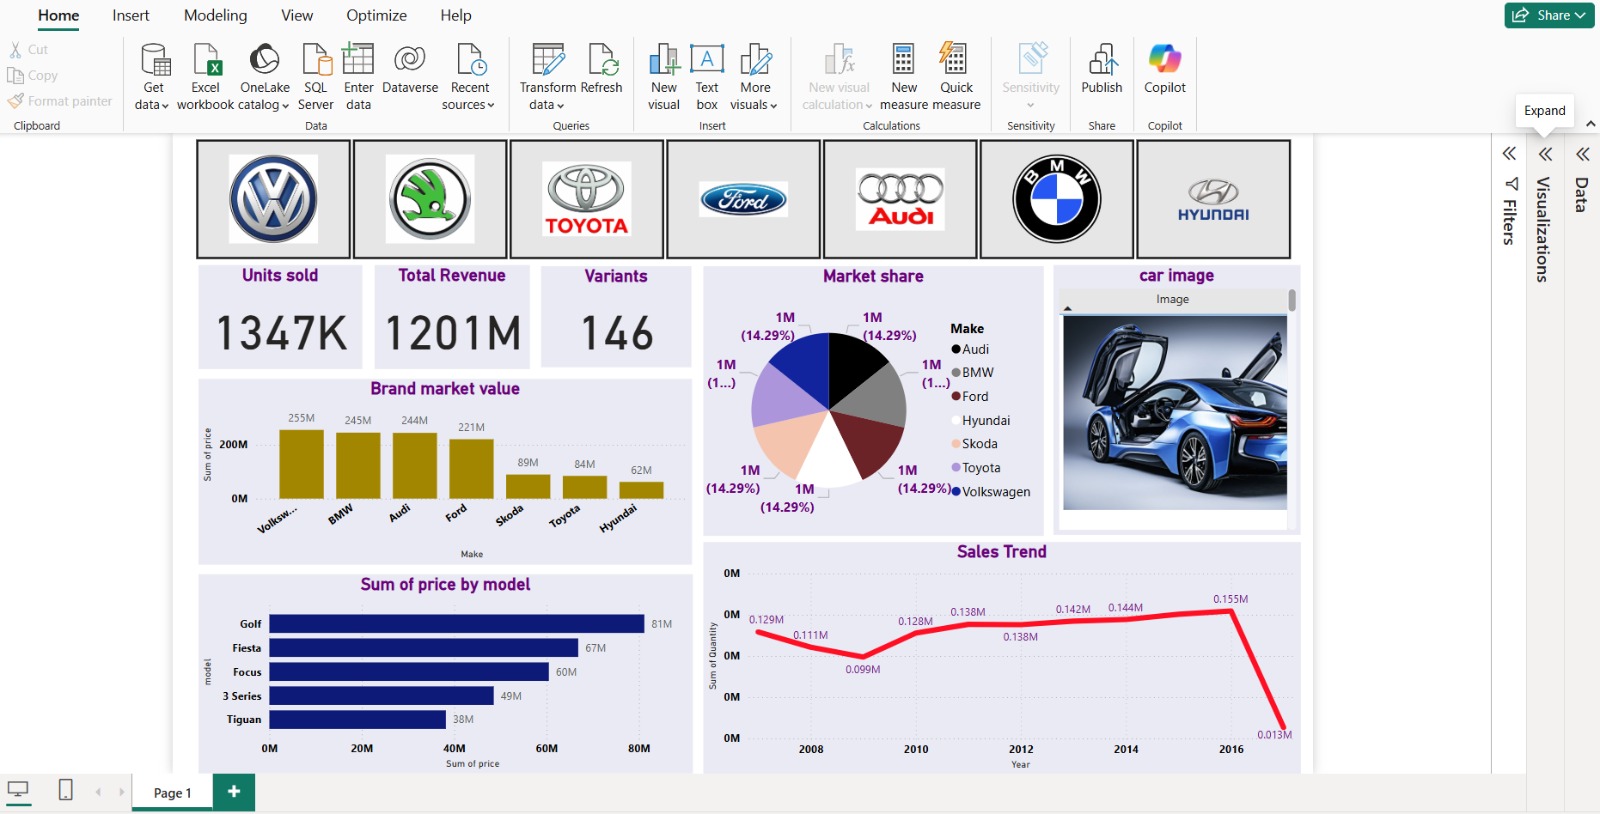 Home Insert Modeling View Optimize Help
Share
Cut
Copy
Format painter
Clipboard
Get data
Excel workbook
OneLake catalog
SQL Server
Enter data
Dataverse
Recent sources
Data
Transform data
Refresh
Queries
New visual
Text box
More visuals
Insert
New visual calculation
New measure
Quick measure
Calculations
Sensitivity
Sensitivity
Publish
Share
Copilot
Copilot
Expand
TOYOTA
Ford
Audi
BMW
HYUNDAI
Units sold
1347K
Total Revenue
1201M
Variants
146
Brand market value
Sum of price
200M
0M
255M 245M 244M 221M 89M 84M 62M
Volksw... BMW Audi Ford Skoda Toyota Hyundai
Make
Market share
1M
(14.29%)
1M
(14.29%)
1M
(1...)
1M
(1...)
1M
(14.29%)
1M
(14.29%)
1M
(14.29%)
Make
Audi
BMW
Ford
Hyundai
Skoda
Toyota
Volkswagen
car image
Image
Sum of price by model
model
Golf 81M
Fiesta 67M
Focus 60M
3 Series 49M
Tiguan 38M
0M 20M 40M 60M 80M
Sum of price
Sales Trend
Sum of Quantity
0M
0M
0M
0M
0M
0.129M 0.111M 0.099M 0.128M 0.138M 0.138M 0.142M 0.144M 0.155M 0.013M
2008 2010 2012 2014 2016
Year
Filters
Visualizations
Data
Page 1